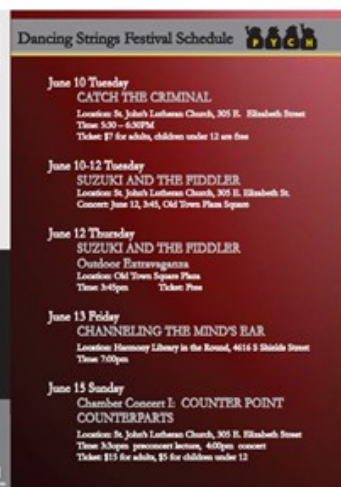 Dancing Strings Festival Schedule PYCH
June 10 Tuesday
CATCH THE CRIMINAL
Location: St. John's Lutheran Church, 305 E. Elizabeth Street
Time: 5:30 – 6:30PM
Ticket: $7 for adults, children under 12 are free
June 10-12 Tuesday
SUZUKI AND THE FIDDLER
Location: St. John's Lutheran Church, 305 E. Elizabeth St.
Concert: June 12, 3:45, Old Town Plaza Square
June 12 Thursday
SUZUKI AND THE FIDDLER
Outdoor Extravaganza
Location: Old Town Square Plaza
Time: 3:45pm Ticket: Free
June 13 Friday
CHANNELING THE MIND'S EAR
Location: Harmony Library in the Round, 4616 S Shields Street
Time: 7:00pm
June 15 Sunday
Chamber Concert I: COUNTER POINT
COUNTERPARTS
Location: St. John's Lutheran Church, 305 E. Elizabeth Street
Time: 3:30pm preconcert lecture, 4:00pm concert
Ticket: $15 for adults, $5 for children under 12